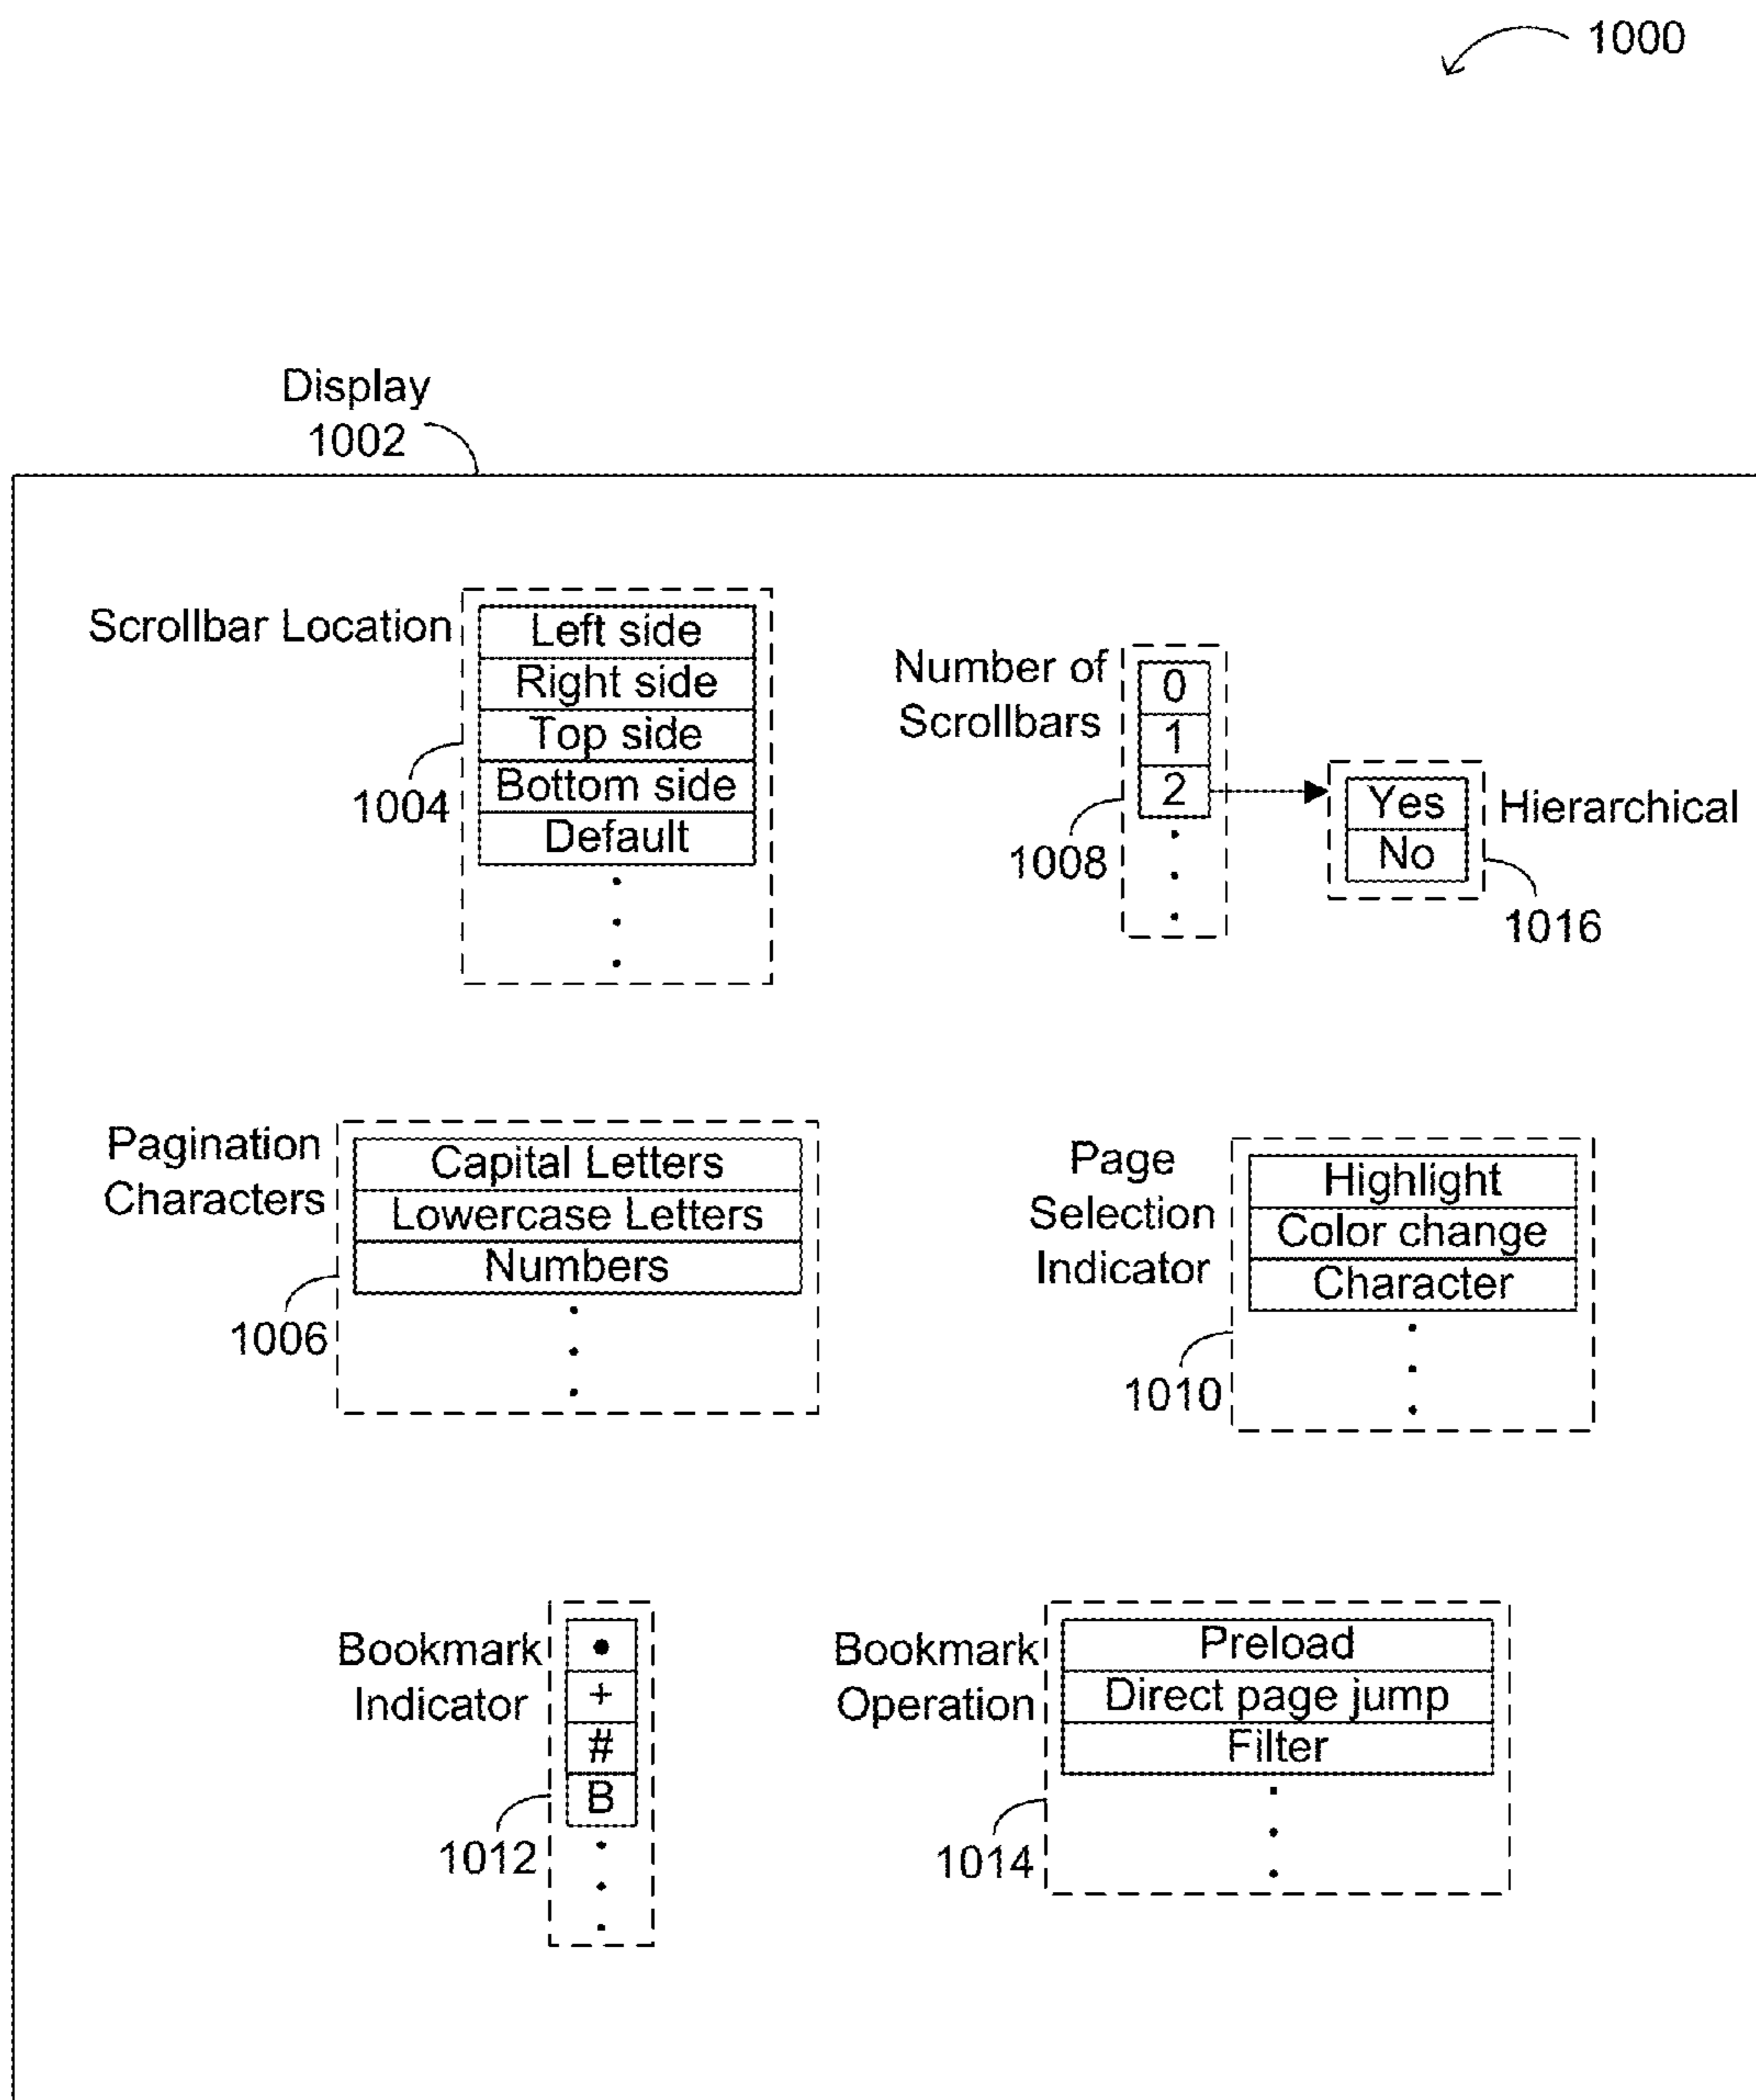 1000
Display
1002
Scrollbar Location
Left side
Right side
Top side
Bottom side
Default
1004
Number of
Scrollbars
0
1
2
1008
Yes
No
Hierarchical
1016
Pagination
Characters
Capital Letters
Lowercase Letters
Numbers
1006
Page
Selection
Indicator
Highlight
Color change
Character
1010
Bookmark
Indicator
•
+
#
B
1012
Bookmark
Operation
Preload
Direct page jump
Filter
1014